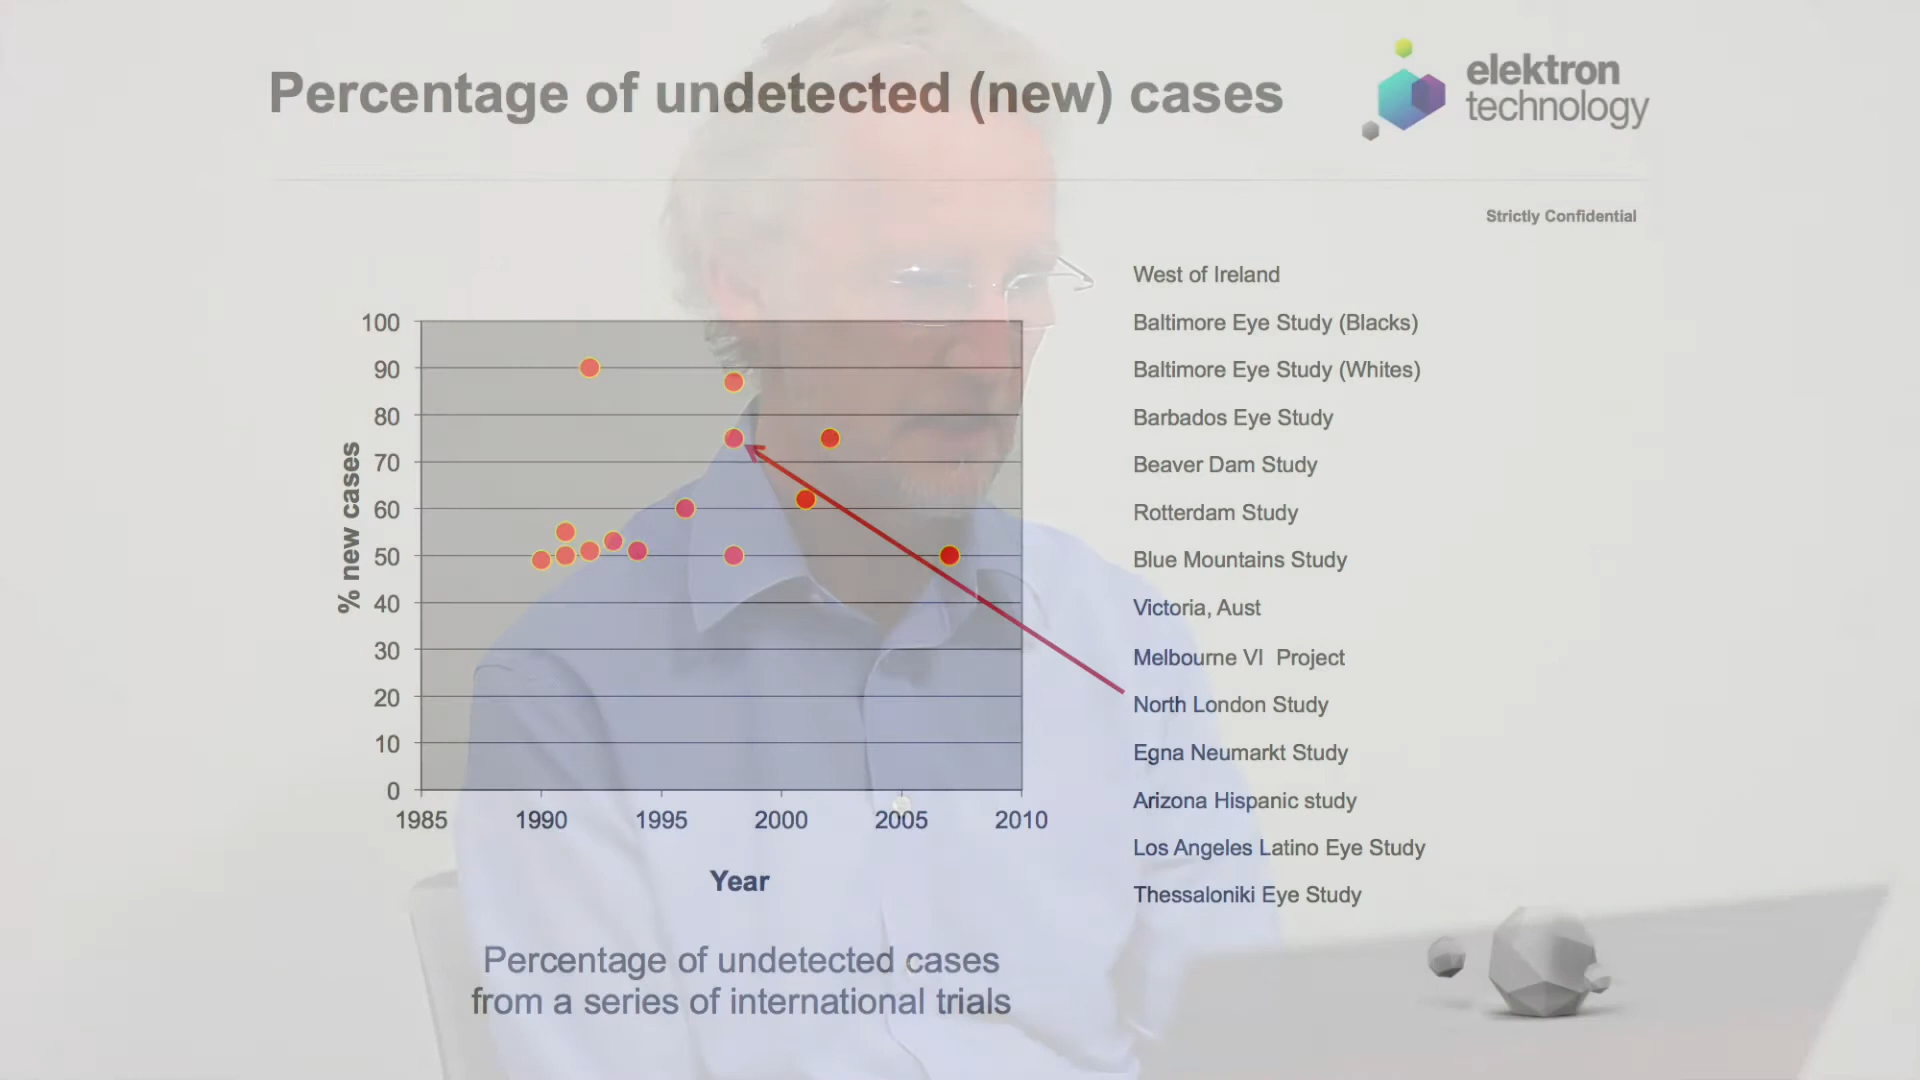 Percentage of undetected (new) cases
elektron
technology
Strictly Confidential
West of Ireland
Baltimore Eye Study (Blacks)
Baltimore Eye Study (Whites)
Barbados Eye Study
Beaver Dam Study
Rotterdam Study
Blue Mountains Study
Victoria, Aust
Melbourne VI Project
North London Study
Egna Neumarkt Study
Arizona Hispanic study
Los Angeles Latino Eye Study
Thessaloniki Eye Study
% new cases
100
90
80
70
60
50
40
30
20
10
0
1985 1990 1995 2000 2005 2010
Year
Percentage of undetected cases
from a series of international trials